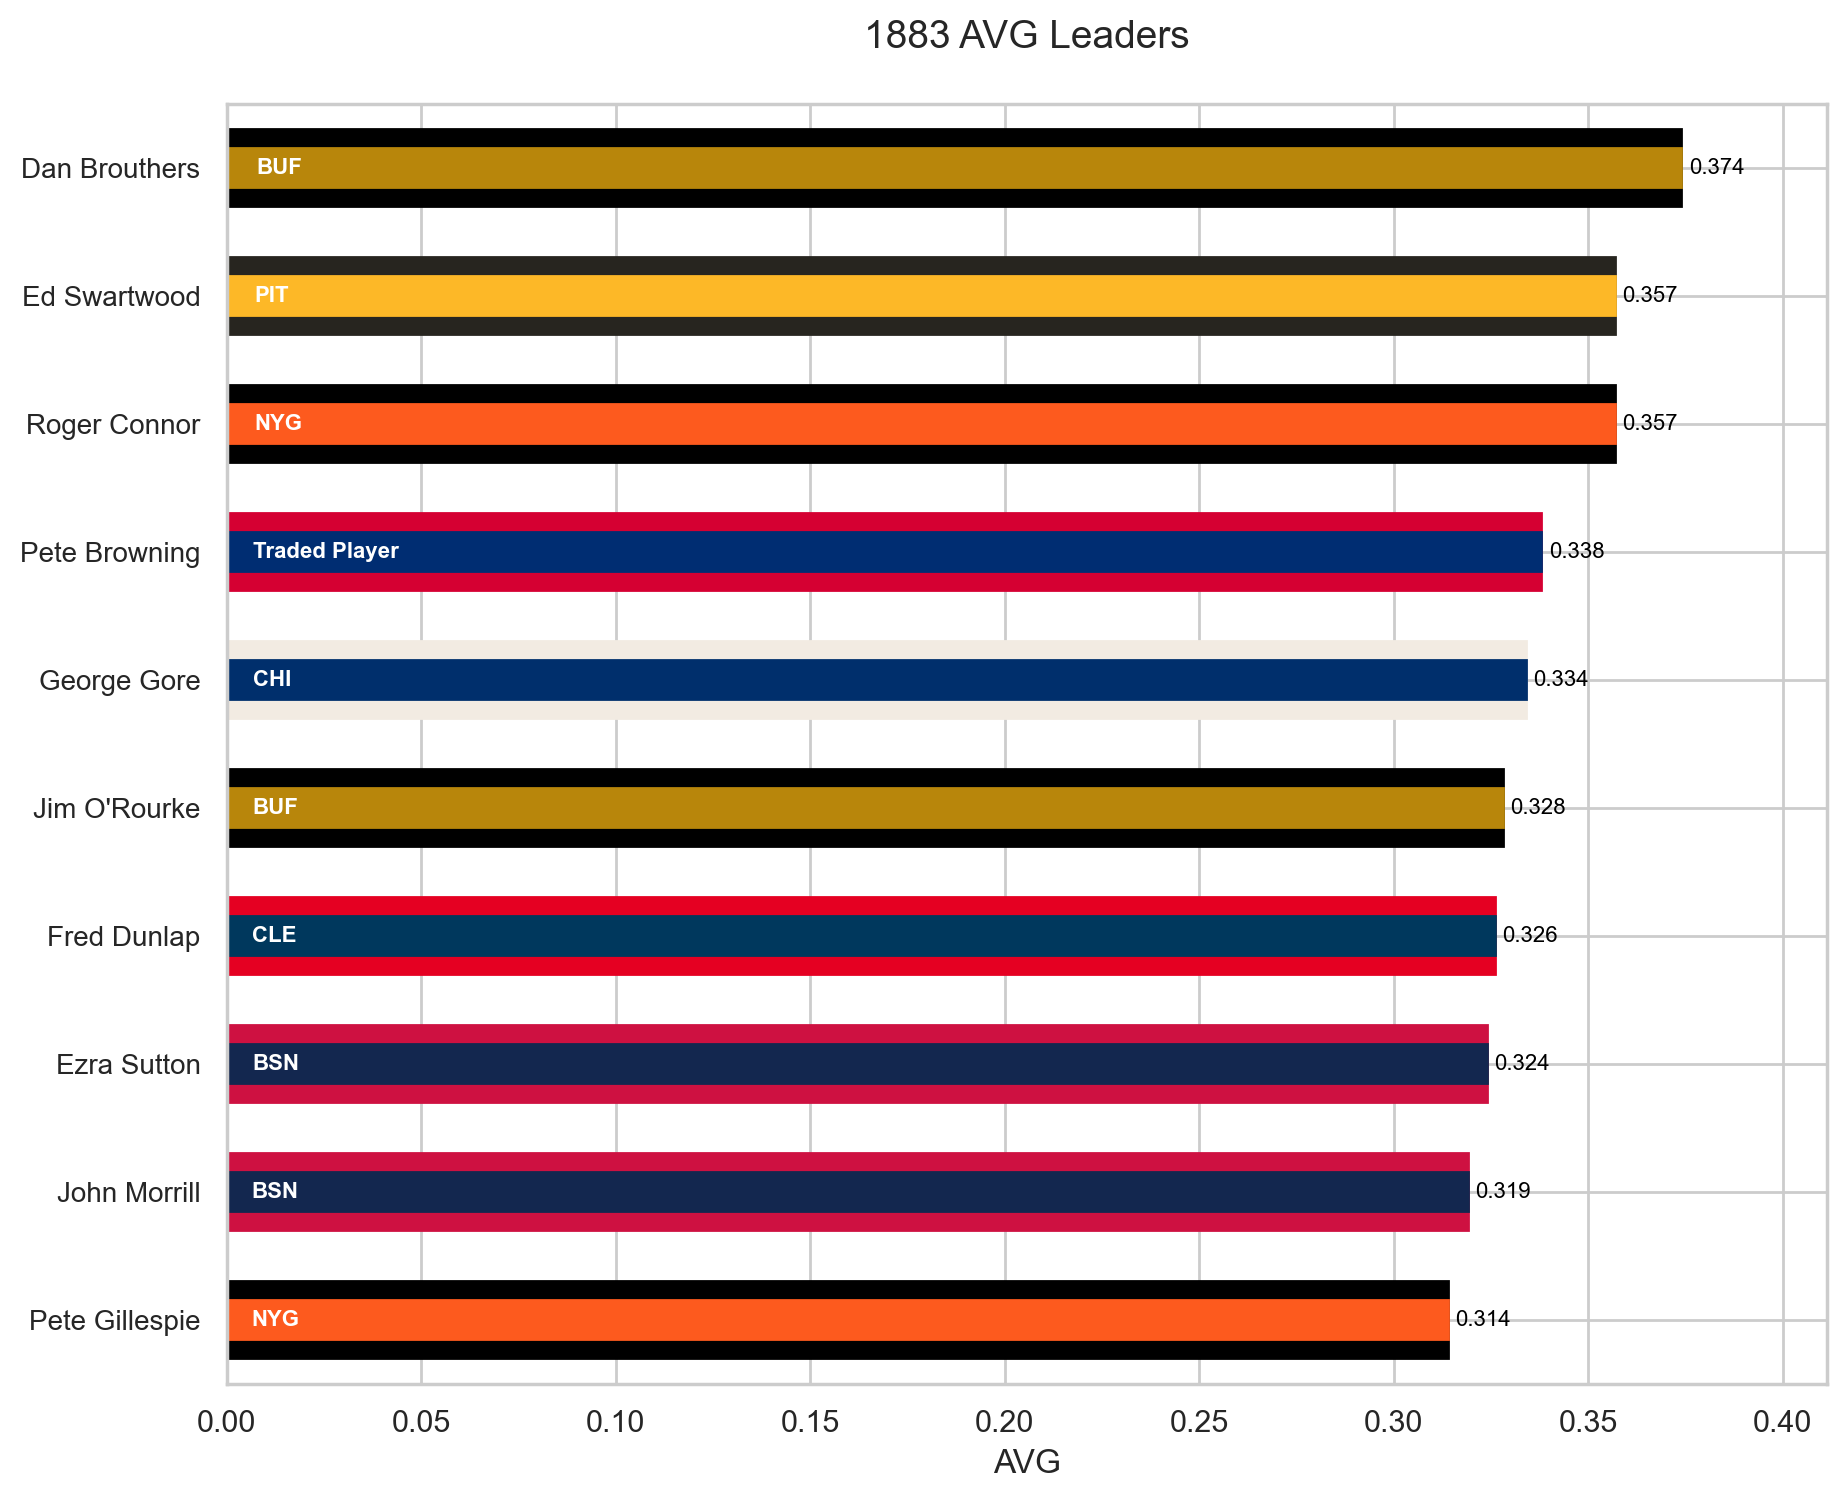 1883 AVG Leaders
Dan Brouthers BUF 0.374
Ed Swartwood PIT 0.357
Roger Connor NYG 0.357
Pete Browning Traded Player 0.338
George Gore CHI 0.334
Jim O'Rourke BUF 0.328
Fred Dunlap CLE 0.326
Ezra Sutton BSN 0.324
John Morrill BSN 0.319
Pete Gillespie NYG 0.314
0.00 0.05 0.10 0.15 0.20 0.25 0.30 0.35 0.40
AVG